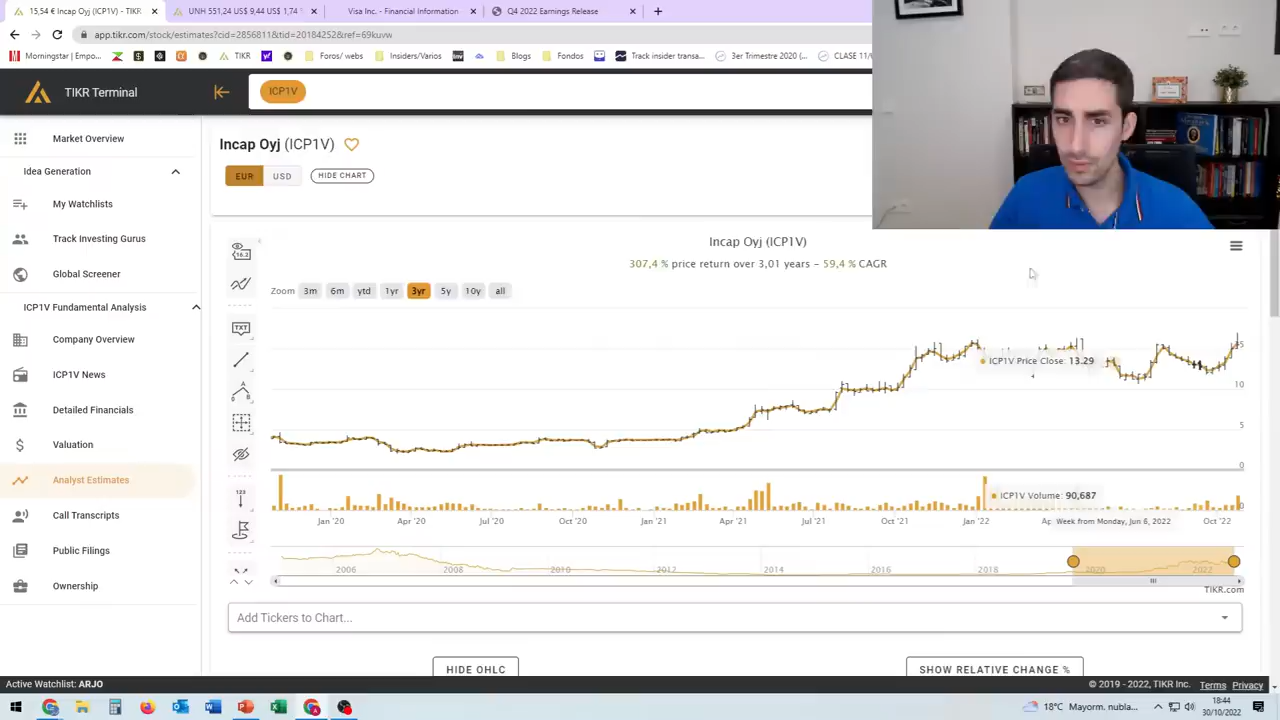 15,54 € Incap Oyj (ICP1V) - TIKR
UNH 551,24 US$ 9,44 US$ 1,74
Visa Inc. - Financial Information
Q4 2022 Earnings Release
app.tikr.com/stock/estimates?cid=2856811&tid=20184252&ref=69kuvw
Morningstar | Empo...
TIKR
Foros/ webs
Insiders/Varios
Blogs
Fondos
Track insider transa...
3er Trimestre 2020 (...
CLASE 11/
TIKR Terminal
ICP1V
Market Overview
Idea Generation
My Watchlists
Track Investing Gurus
Global Screener
ICP1V Fundamental Analysis
Company Overview
ICP1V News
Detailed Financials
Valuation
Analyst Estimates
Call Transcripts
Public Filings
Ownership
Incap Oyj (ICP1V)
EUR
USD
HIDE CHART
Incap Oyj (ICP1V)
307,4 % price return over 3,01 years – 59,4 % CAGR
Zoom 3m 6m ytd 1yr 3yr 5y 10y all
TXT
ICP1V Price Close: 13.29
10
5
0
ICP1V Volume: 90,687
0
Jan '20 Apr '20 Jul '20 Oct '20 Jan '21 Apr '21 Jul '21 Oct '21 Jan '22 Week from Monday, Jun 6, 2022 Oct '22
2006 2008 2010 2012 2014 2016 2018 2020 2022
TIKR.com
Add Tickers to Chart...
HIDE OHLC
SHOW RELATIVE CHANGE %
Active Watchlist: ARJO
© 2019 - 2022, TIKR Inc. Terms Privacy
18°C Mayorm. nubla...
18:44
30/10/2022